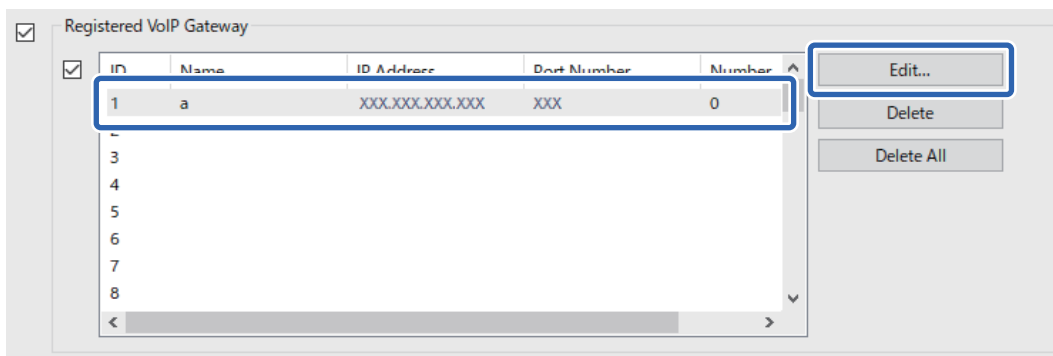 Registered VoIP Gateway
ID Name IP Address Port Number Number
Edit...
1 a XXX.XXX.XXX.XXX XXX 0
Delete
2
3
Delete All
4
5
6
7
8